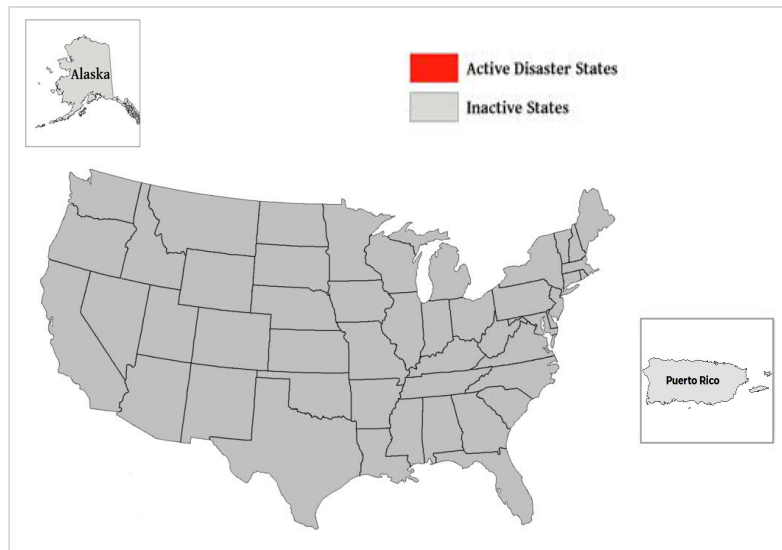 Alaska
Active Disaster States
Inactive States
Puerto Rico